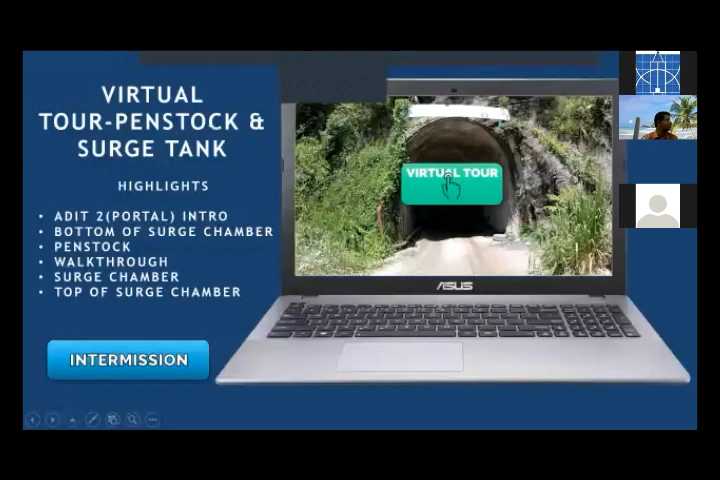 VIRTUAL
TOUR-PENSTOCK &
SURGE TANK
HIGHLIGHTS
• ADIT 2(PORTAL) INTRO
• BOTTOM OF SURGE CHAMBER
• PENSTOCK
• WALKTHROUGH
• SURGE CHAMBER
• TOP OF SURGE CHAMBER
INTERMISSION
VIRTUAL TOUR
ASUS